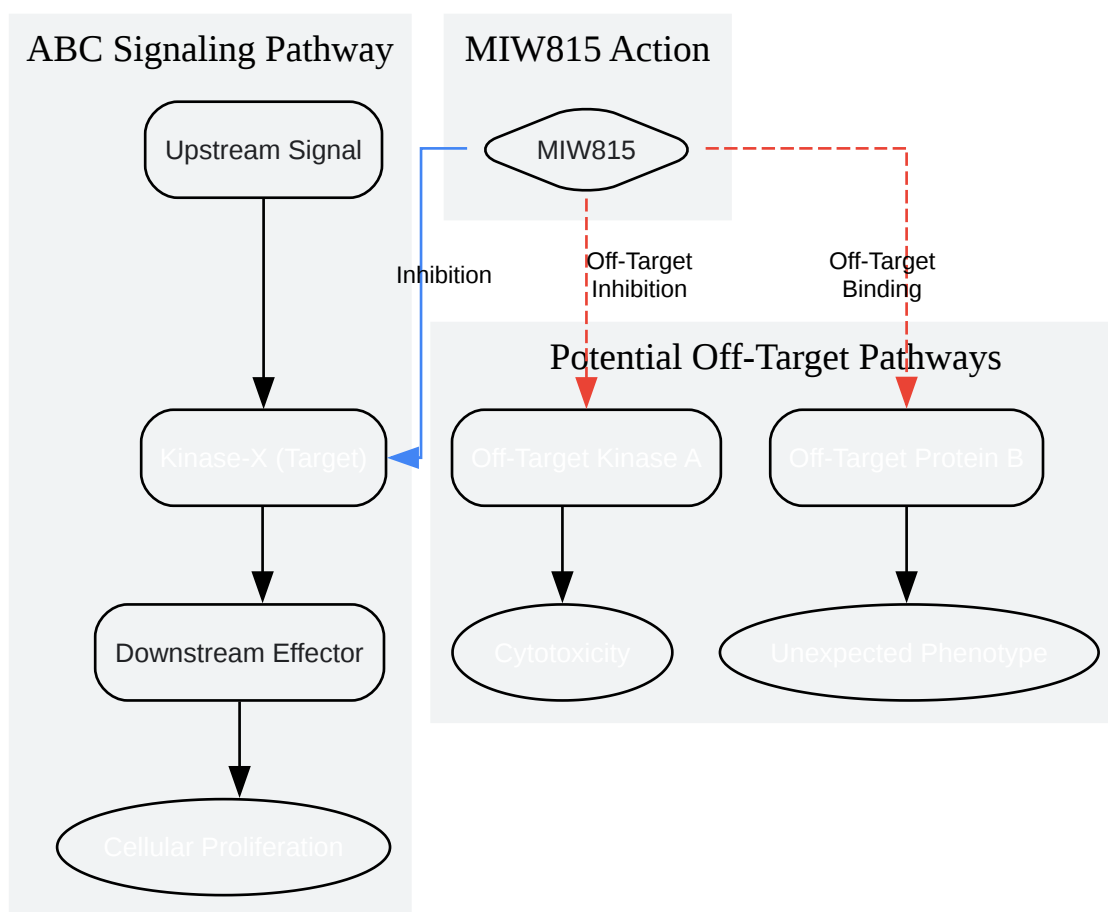 ABC Signaling Pathway
MIW815 Action
Upstream Signal
MIW815
Inhibition
Off-Target
Inhibition
Off-Target
Binding
Potential Off-Target Pathways
Kinase-X (Target)
Off-Target Kinase A
Off-Target Protein B
Downstream Effector
Cytotoxicity
Unexpected Phenotype
Cellular Proliferation